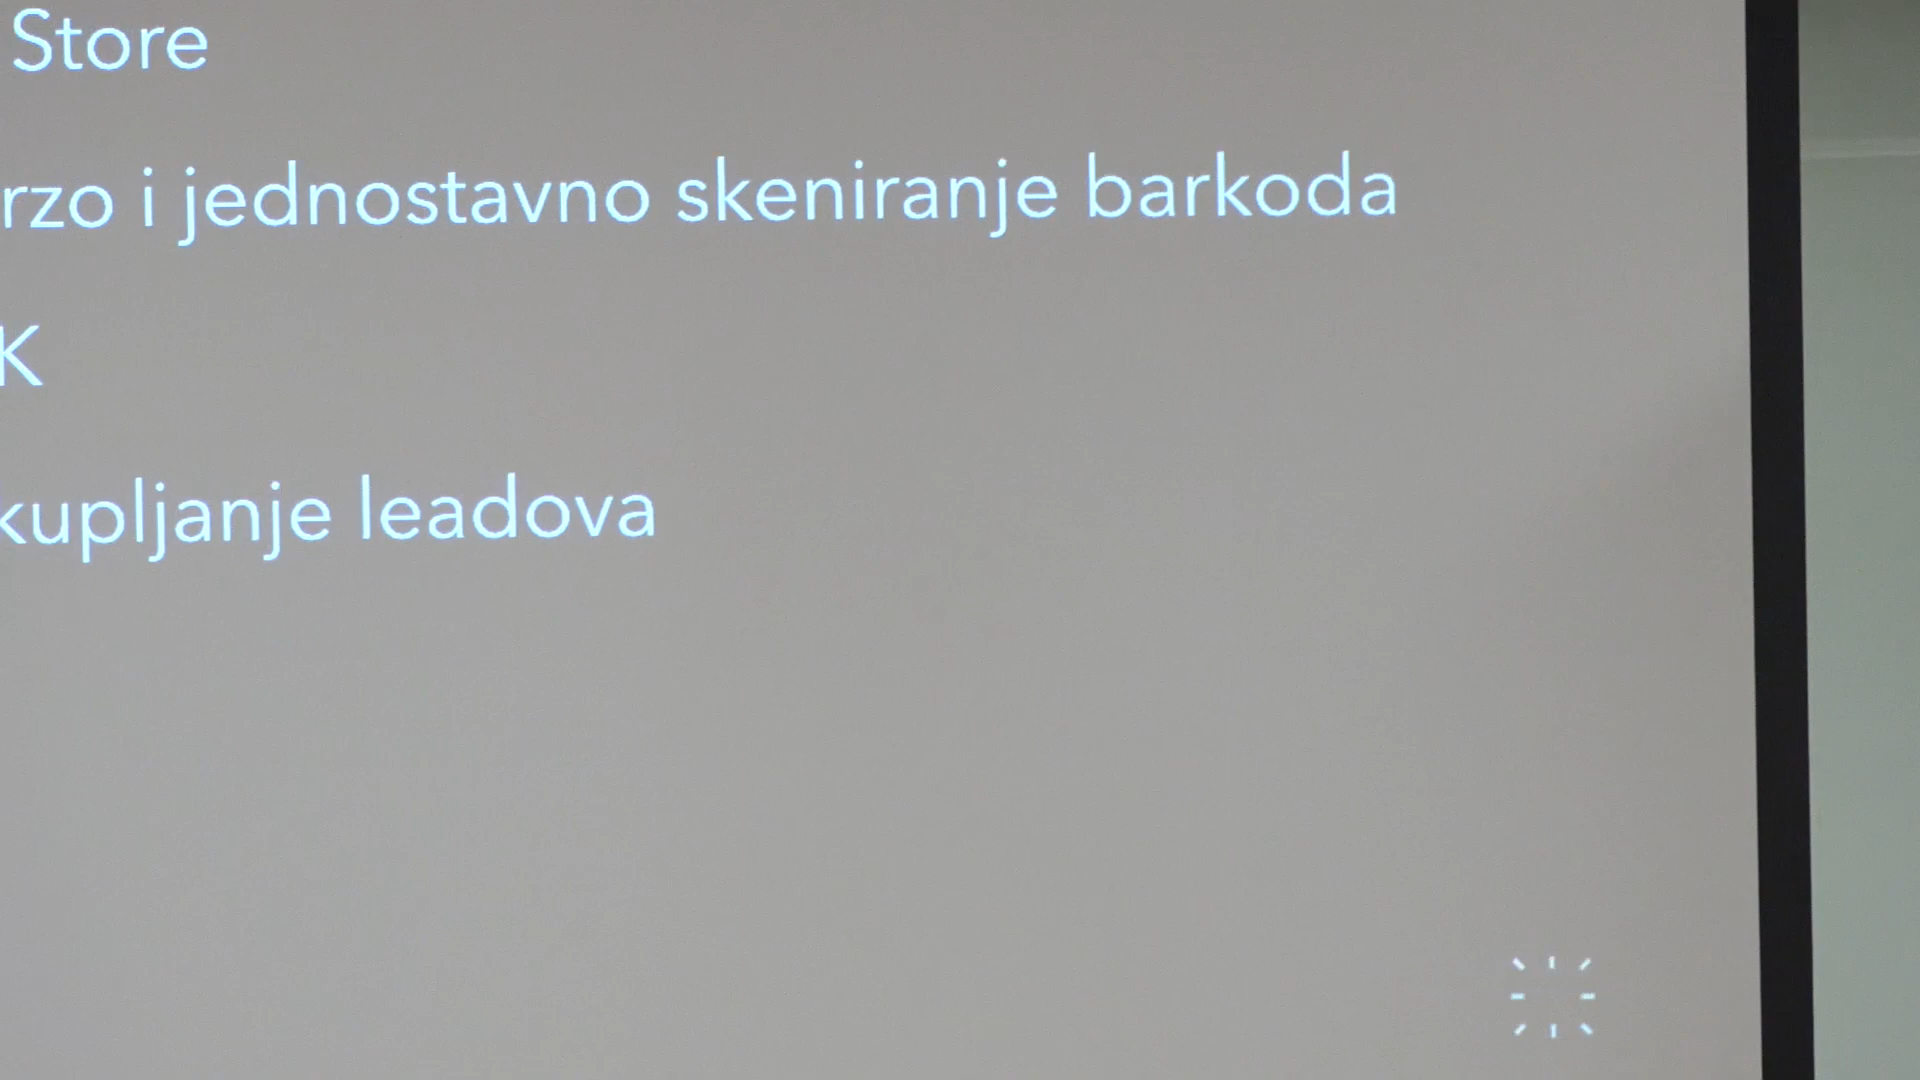 Store
rzo i jednostavno skeniranje barkoda
K
kupljanje leadova